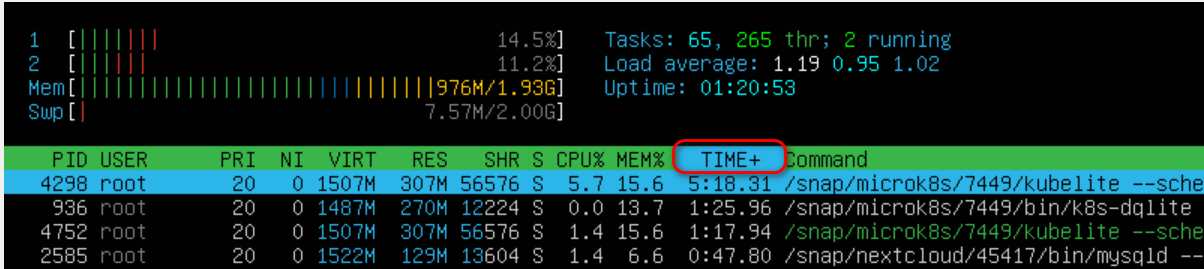 1 [||||||| 14.5%] Tasks: 65, 265 thr; 2 running
2 [|||||| 11.2%] Load average: 1.19 0.95 1.02
Mem[||||||||||||||||||||||||||||||976M/1.93G] Uptime: 01:20:53
Swp[| 7.57M/2.00G]
PID USER PRI NI VIRT RES SHR S CPU% MEM% TIME+ Command
4298 root 20 0 1507M 307M 56576 S 5.7 15.6 5:18.31 /snap/microk8s/7449/kubelite --sche
936 root 20 0 1487M 270M 12224 S 0.0 13.7 1:25.96 /snap/microk8s/7449/bin/k8s-dqlite
4752 root 20 0 1507M 307M 56576 S 1.4 15.6 1:17.94 /snap/microk8s/7449/kubelite --sche
2585 root 20 0 1522M 129M 13604 S 1.4 6.6 0:47.80 /snap/nextcloud/45417/bin/mysqld --